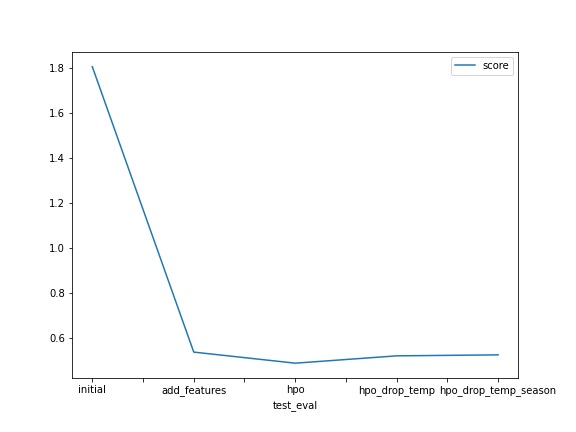 score
1.8
1.6
1.4
1.2
1.0
0.8
0.6
initial add_features hpo hpo_drop_temp hpo_drop_temp_season
test_eval